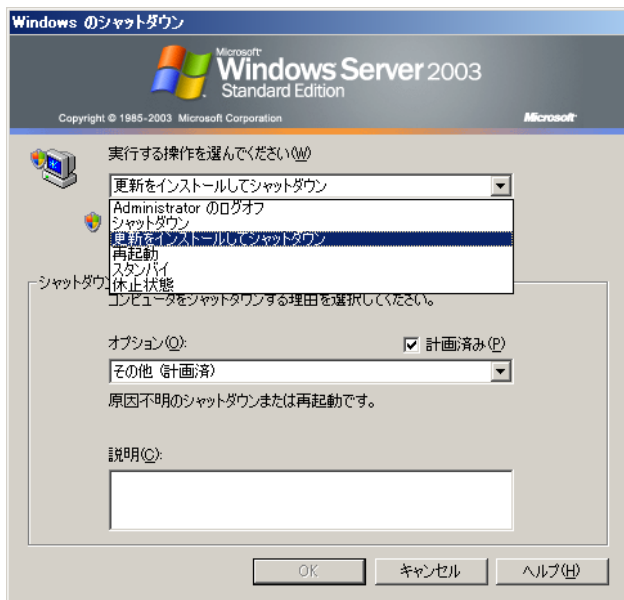 Windows のシャットダウン
Microsoft
Windows Server 2003
Standard Edition
Copyright © 1985-2003 Microsoft Corporation
Microsoft
実行する操作を選んでください(W)
更新をインストールしてシャットダウン
Administrator のログオフ
シャットダウン
更新をインストールしてシャットダウン
再起動
スタンバイ
休止状態
シャットダウン
コンピュータをシャットダウンする理由を選択してください。
オプション(O):
計画済み(P)
その他 (計画済)
原因不明のシャットダウンまたは再起動です。
説明(C):
OK
キャンセル
ヘルプ(H)